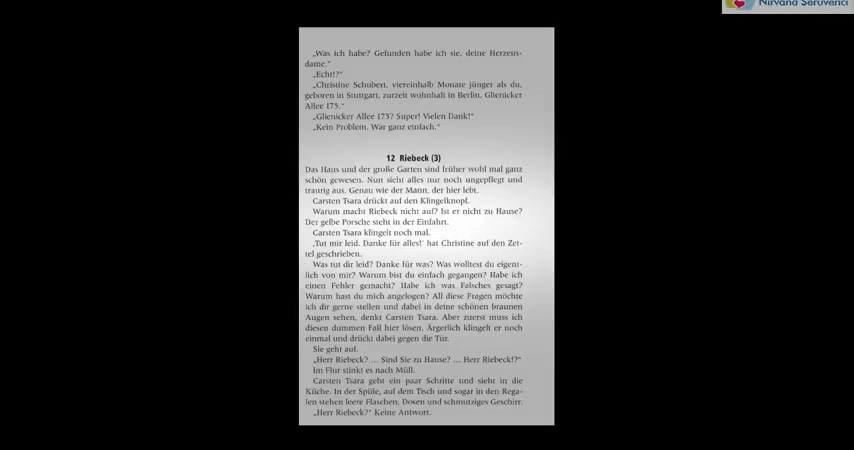 Nirvana Serüvenci
„Was ich habe? Gefunden habe ich sie, deine Herzens-
dame.“
„Echt!?“
„Christine Schubert, viereinhalb Monate jünger als du,
geboren in Stuttgart, zurzeit wohnhaft in Berlin, Glienicker
Allee 175.“
„Glienicker Allee 175? Super! Vielen Dank!“
„Kein Problem. War ganz einfach.“
12 Riebeck (3)
Das Haus und der große Garten sind früher wohl mal ganz
schön gewesen. Nun sieht alles nur noch ungepflegt und
traurig aus. Genau wie der Mann, der hier lebt.
Carsten Tsara drückt auf den Klingelknopf.
Warum macht Riebeck nicht auf? Ist er nicht zu Hause?
Der gelbe Porsche steht in der Einfahrt.
Carsten Tsara klingelt noch mal.
‚Tut mir leid. Danke für alles!‘ hat Christine auf den Zet-
tel geschrieben.
Was tut dir leid? Danke für was? Was wolltest du eigent-
lich von mir? Warum bist du einfach gegangen? Habe ich
einen Fehler gemacht? Habe ich was Falsches gesagt?
Warum hast du mich angelogen? All diese Fragen möchte
ich dir gerne stellen und dabei in deine schönen braunen
Augen sehen, denkt Carsten Tsara. Aber zuerst muss ich
diesen dummen Fall hier lösen. Ärgerlich klingelt er noch
einmal und drückt dabei gegen die Tür.
Sie geht auf.
„Herr Riebeck? … Sind Sie zu Hause? … Herr Riebeck!?“
Im Flur stinkt es nach Müll.
Carsten Tsara geht ein paar Schritte und sieht in die
Küche. In der Spüle, auf dem Tisch und sogar in den Rega-
len stehen leere Flaschen, Dosen und schmutziges Geschirr.
„Herr Riebeck?“ Keine Antwort.